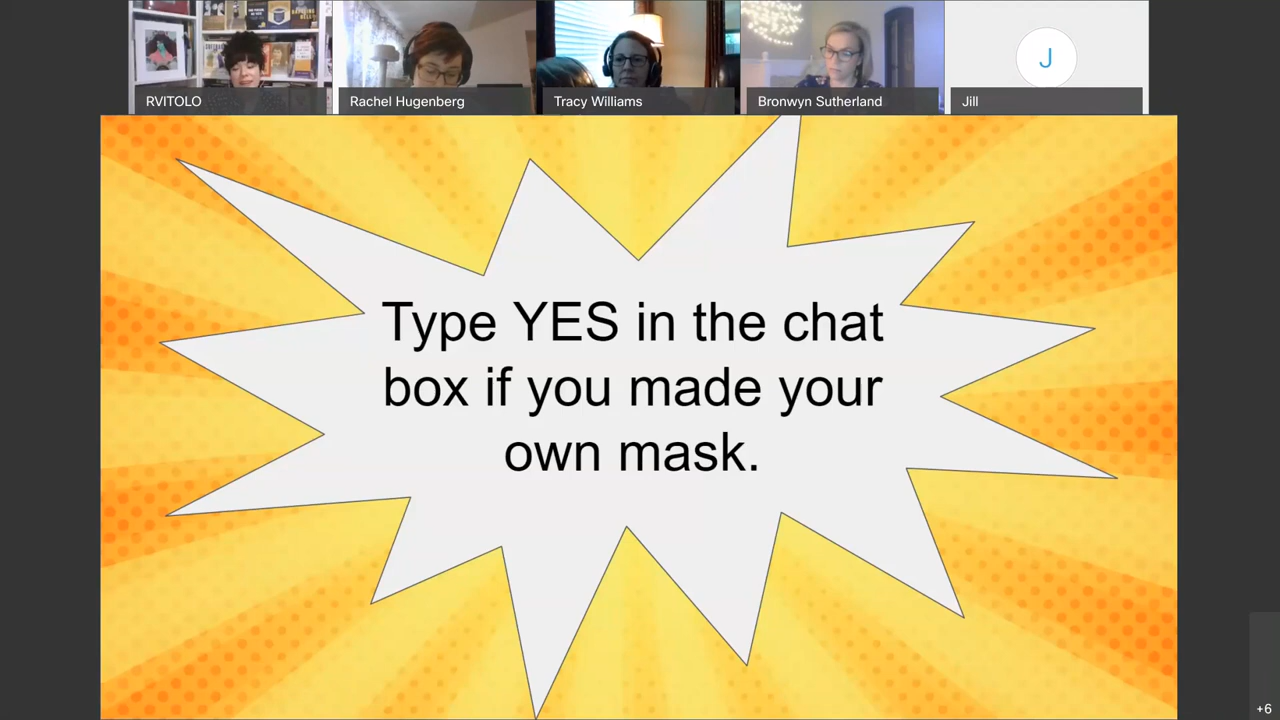 RVITOLO
Rachel Hugenberg
Tracy Williams
Bronwyn Sutherland
J
Jill
Type YES in the chat
box if you made your
own mask.
+6